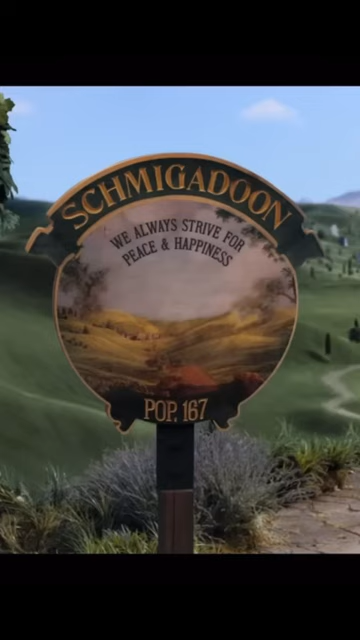 SCHMIGADOON
WE ALWAYS STRIVE FOR
PEACE & HAPPINESS
POP. 167